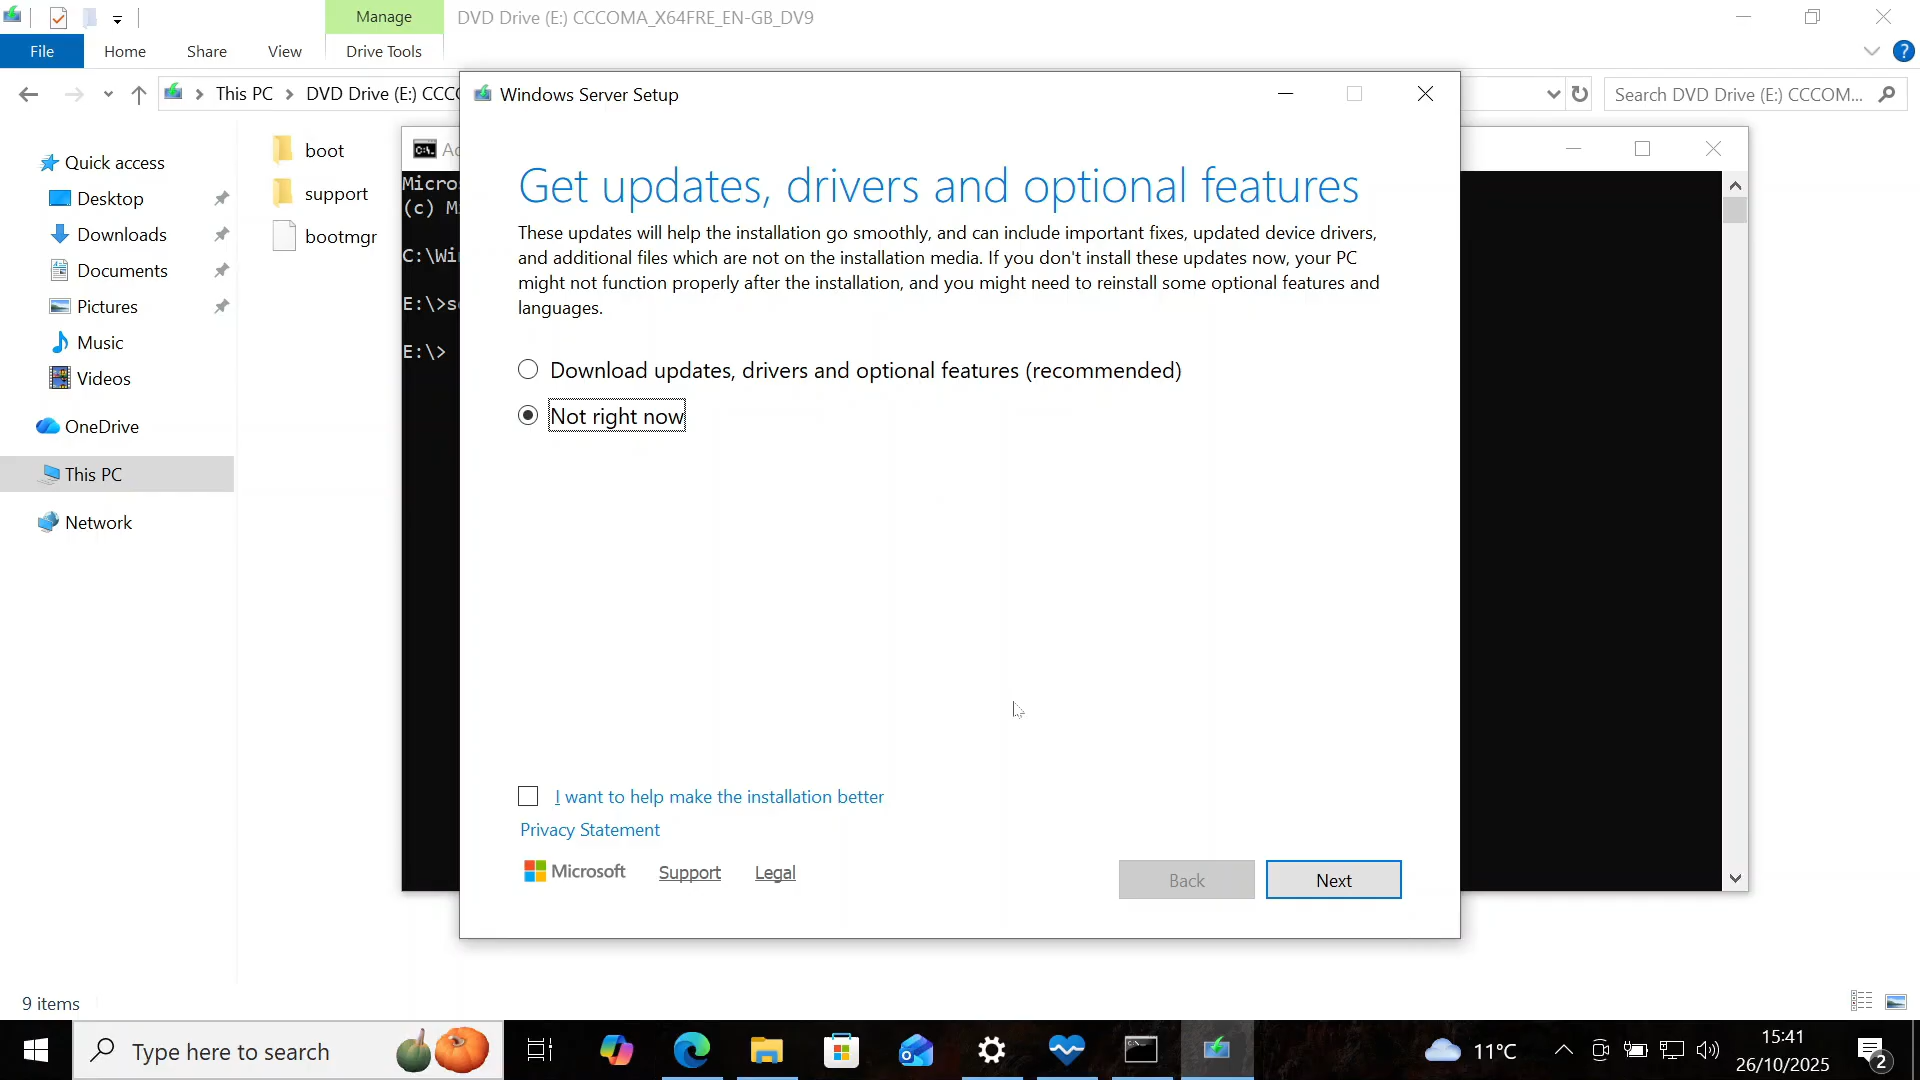 Manage
DVD Drive (E:) CCCOMA_X64FRE_EN-GB_DV9
File
Home
Share
View
Drive Tools
This PC
DVD Drive (E:) CCC
Search DVD Drive (E:) CCCOM...
Windows Server Setup
Quick access
Desktop
Downloads
Documents
Pictures
Music
Videos
OneDrive
This PC
Network
boot
support
bootmgr
Micros
(c) M
C:\Wi
E:\>s
E:\>
Get updates, drivers and optional features
These updates will help the installation go smoothly, and can include important fixes, updated device drivers,
and additional files which are not on the installation media. If you don't install these updates now, your PC
might not function properly after the installation, and you might need to reinstall some optional features and
languages.
Download updates, drivers and optional features (recommended)
Not right now
I want to help make the installation better
Privacy Statement
Microsoft
Support
Legal
Back
Next
9 items
Type here to search
11°C
15:41
26/10/2025
2